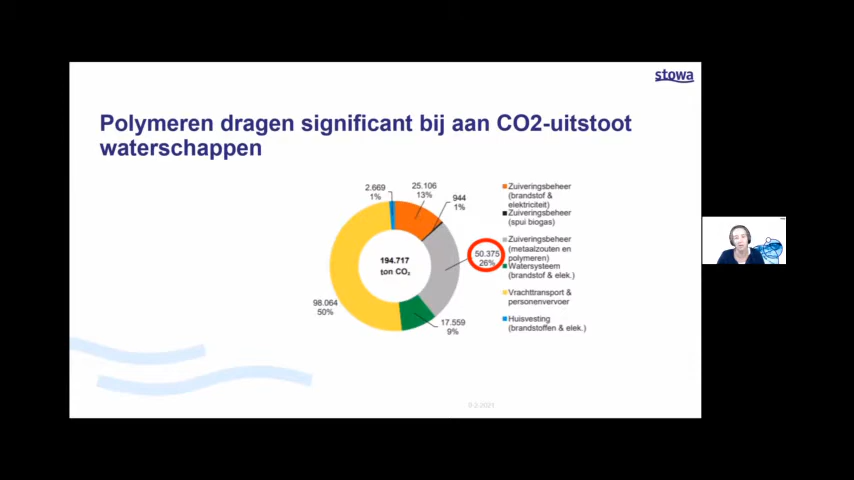 stowa
Polymeren dragen significant bij aan CO2-uitstoot
waterschappen
2.669
1%
25.106
13%
944
1%
50.375
26%
17.559
9%
98.064
50%
194.717
ton CO₂
Zuiveringsbeheer
(brandstof &
elektriciteit)
Zuiveringsbeheer
(spui biogas)
Zuiveringsbeheer
(metaalzouten en
polymeren)
Watersysteem
(brandstof & elek.)
Vrachttransport &
personenvervoer
Huisvesting
(brandstoffen & elek.)